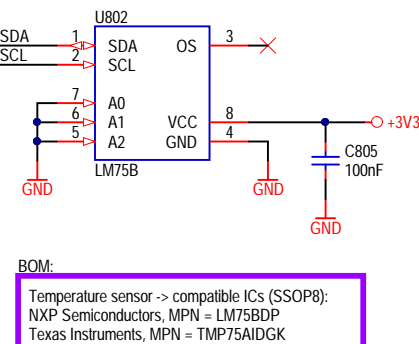 U802
SDA 1 SDA OS 3
SCL 2 SCL
7 A0
6 A1 VCC 8 +3V3
5 A2 GND 4
LM75B
C805
100nF
GND GND
GND
BOM:
Temperature sensor -> compatible ICs (SSOP8):
NXP Semiconductors, MPN = LM75BDP
Texas Instruments, MPN = TMP75AIDGK